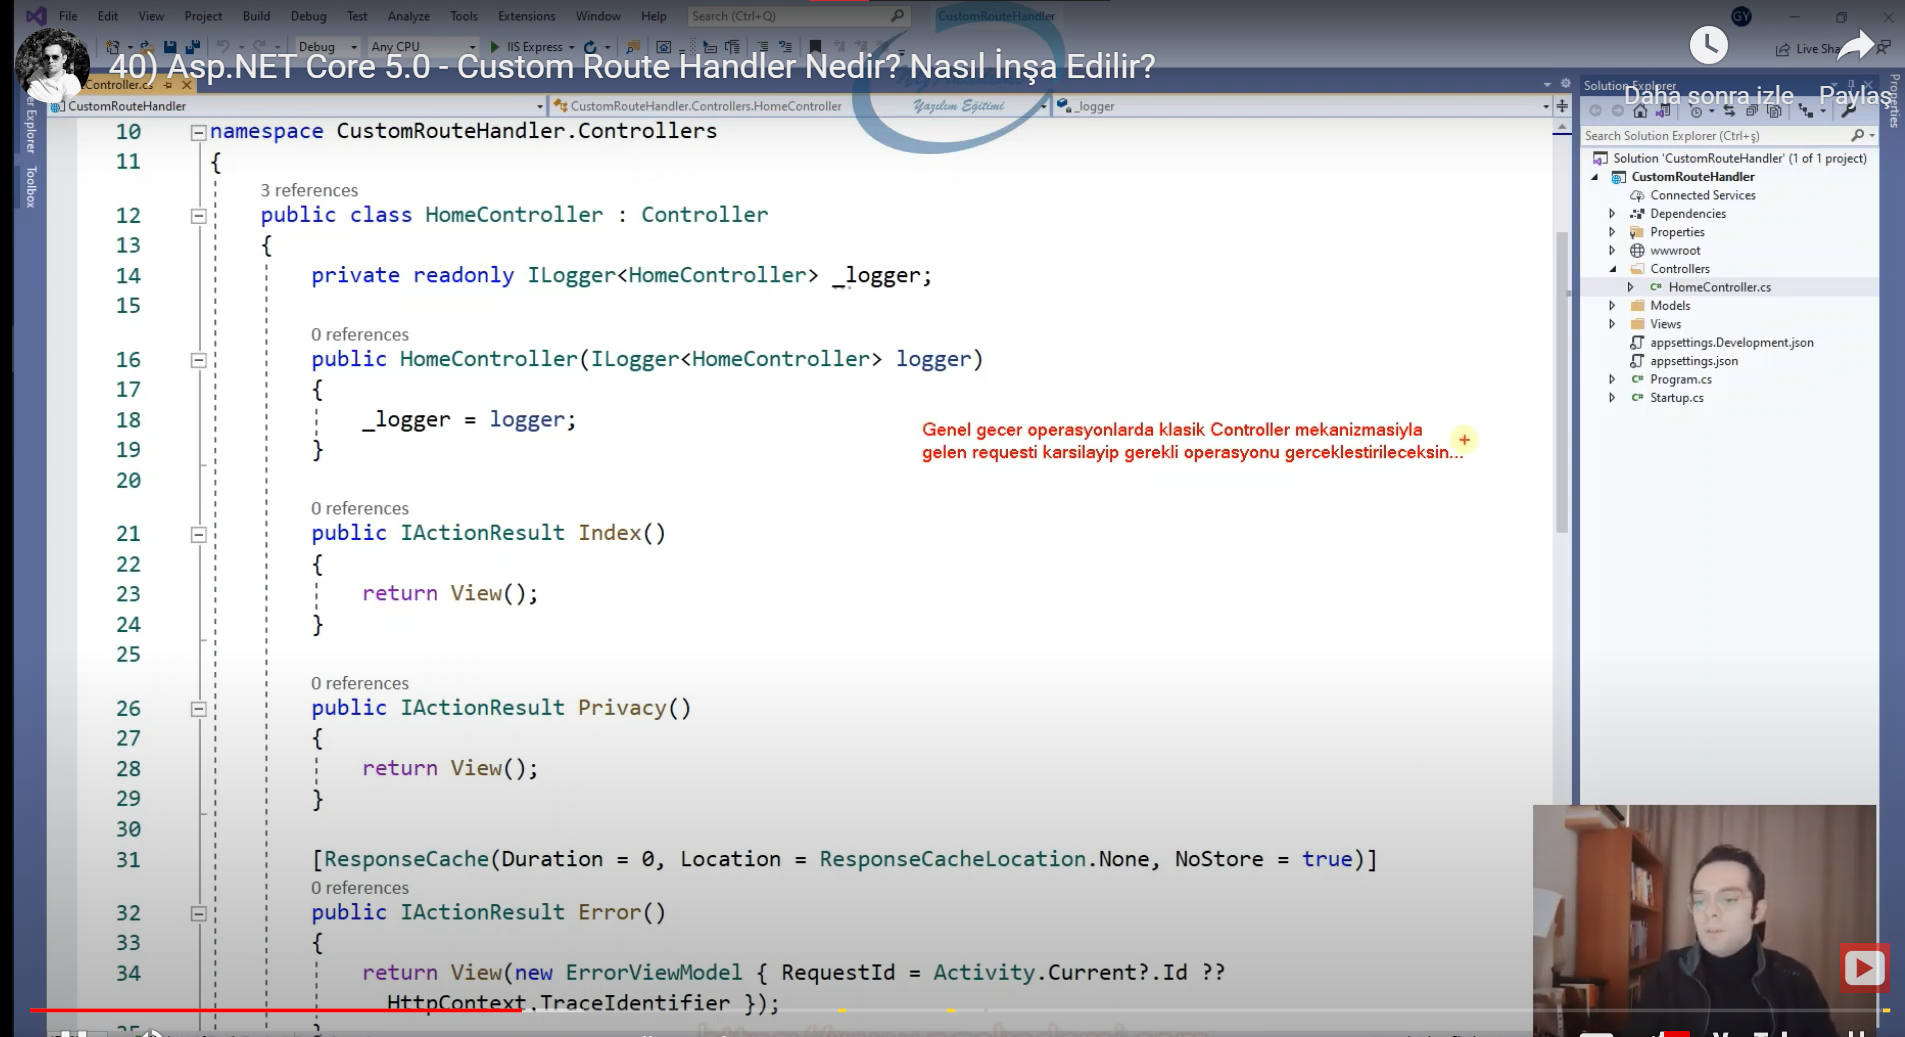 File Edit View Project Build Debug Test Analyze Tools Extensions Window Help Search (Ctrl+Q) CustomRouteHandler GY
Debug Any CPU IIS Express Live Sha
40) Asp.NET Core 5.0 - Custom Route Handler Nedir? Nasıl İnşa Edilir?
Daha sonra izle Paylaş
Controller.cs
CustomRouteHandler CustomRouteHandler.Controllers.HomeController _logger
Yazılım Eğitimi
er Explorer
Toolbox
10 namespace CustomRouteHandler.Controllers
11 {
3 references
12 public class HomeController : Controller
13 {
14 private readonly ILogger<HomeController> _logger;
15
0 references
16 public HomeController(ILogger<HomeController> logger)
17 {
18 _logger = logger;
19 }
20
0 references
21 public IActionResult Index()
22 {
23 return View();
24 }
25
0 references
26 public IActionResult Privacy()
27 {
28 return View();
29 }
30
31 [ResponseCache(Duration = 0, Location = ResponseCacheLocation.None, NoStore = true)]
0 references
32 public IActionResult Error()
33 {
34 return View(new ErrorViewModel { RequestId = Activity.Current?.Id ??
HttpContext.TraceIdentifier });
}
Genel gecer operasyonlarda klasik Controller mekanizmasiyla
gelen requesti karsilayip gerekli operasyonu gerceklestirileceksin...
Solution Explorer
Search Solution Explorer (Ctrl+ş)
Solution 'CustomRouteHandler' (1 of 1 project)
CustomRouteHandler
Connected Services
Dependencies
Properties
wwwroot
Controllers
C# HomeController.cs
Models
Views
appsettings.Development.json
appsettings.json
C# Program.cs
C# Startup.cs
Properties